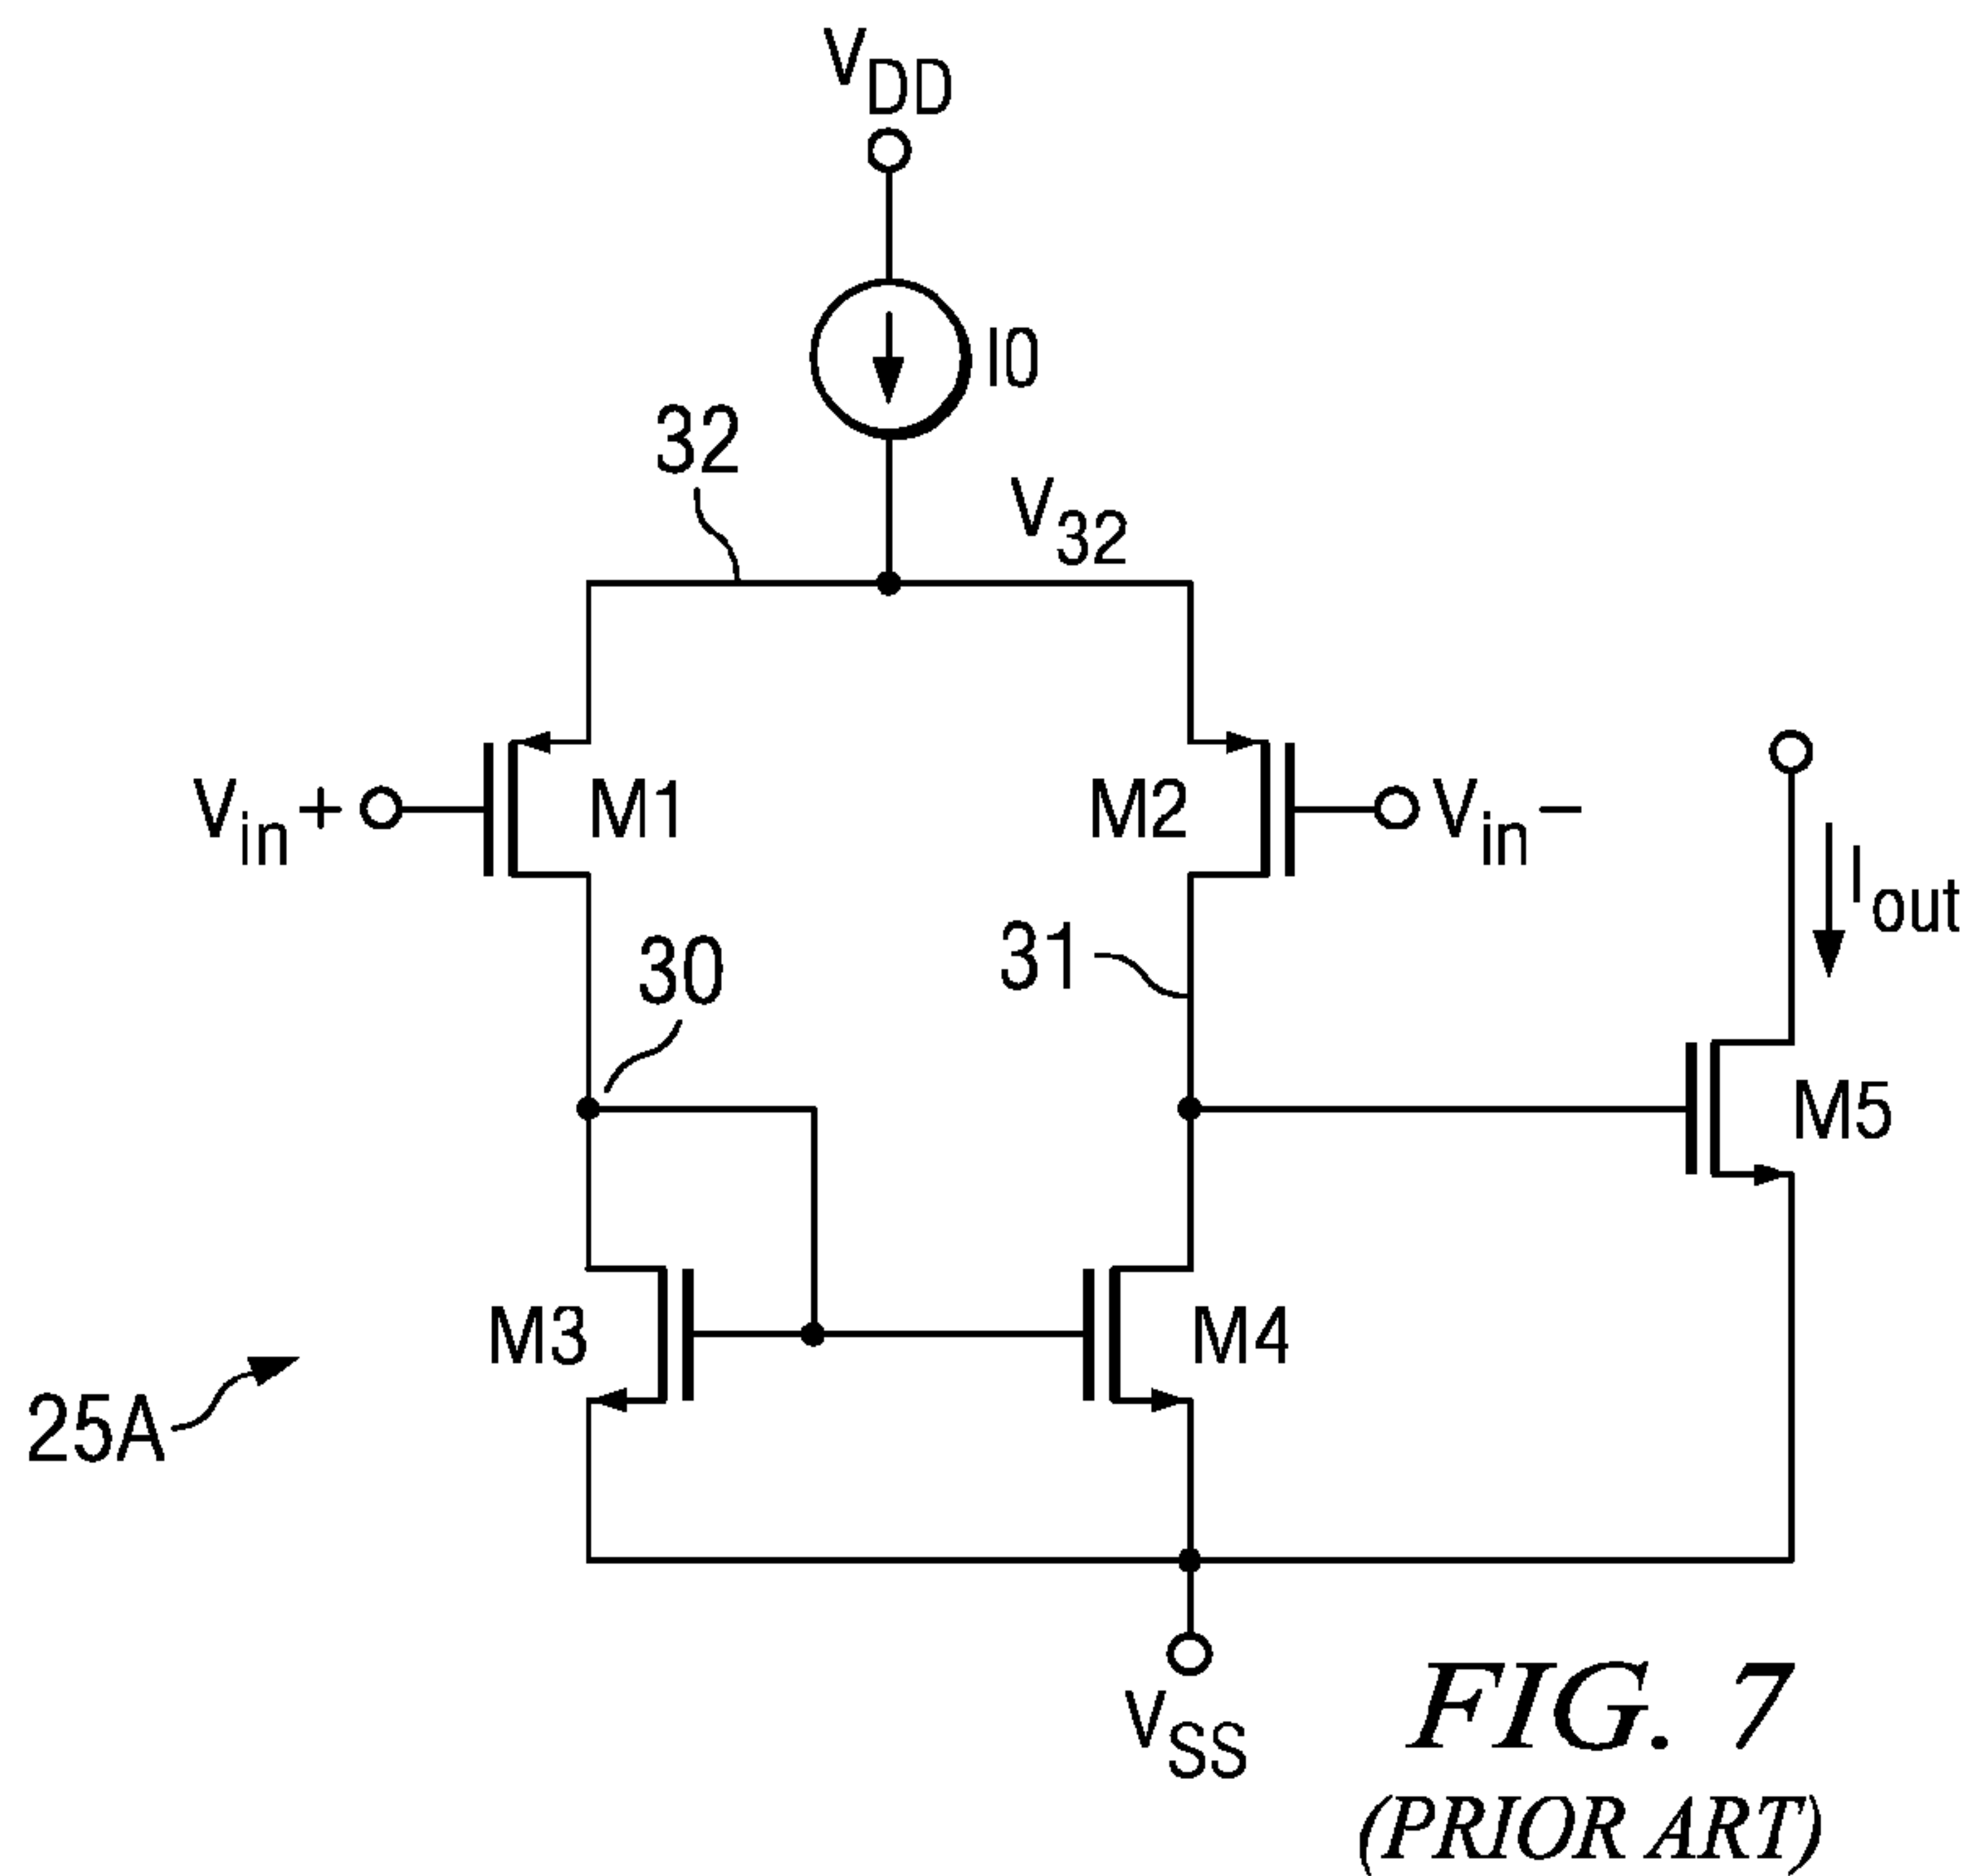 VDD
I0
32
V32
Vin+
M1
M2
Vin−
Iout
30
31
M5
M3
M4
25A
VSS
FIG. 7
(PRIOR ART)